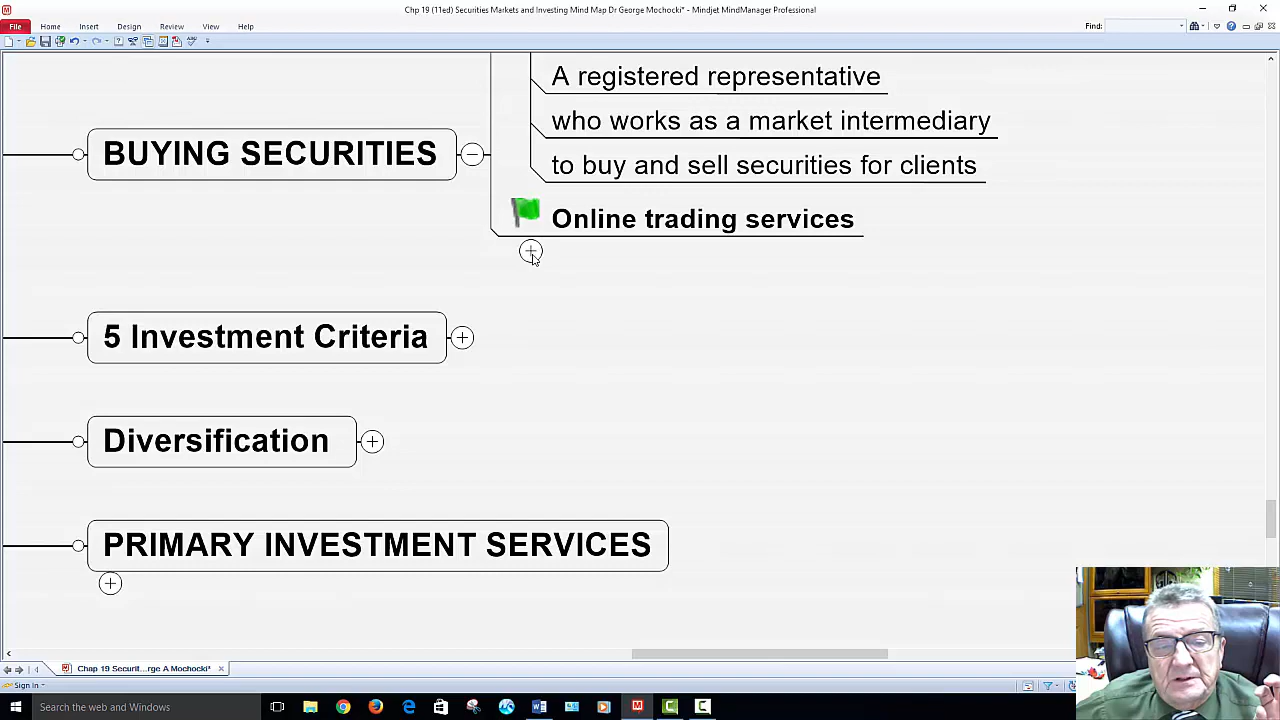 Chp 19 (11ed) Securities Markets and Investing Mind Map Dr George Mochocki* - Mindjet MindManager Professional
File Home Insert Design Review View Help
Find:
A registered representative
who works as a market intermediary
BUYING SECURITIES
to buy and sell securities for clients
Online trading services
5 Investment Criteria
Diversification
PRIMARY INVESTMENT SERVICES
Chap 19 Securit...rge A Mochocki*
Sign In
Search the web and Windows